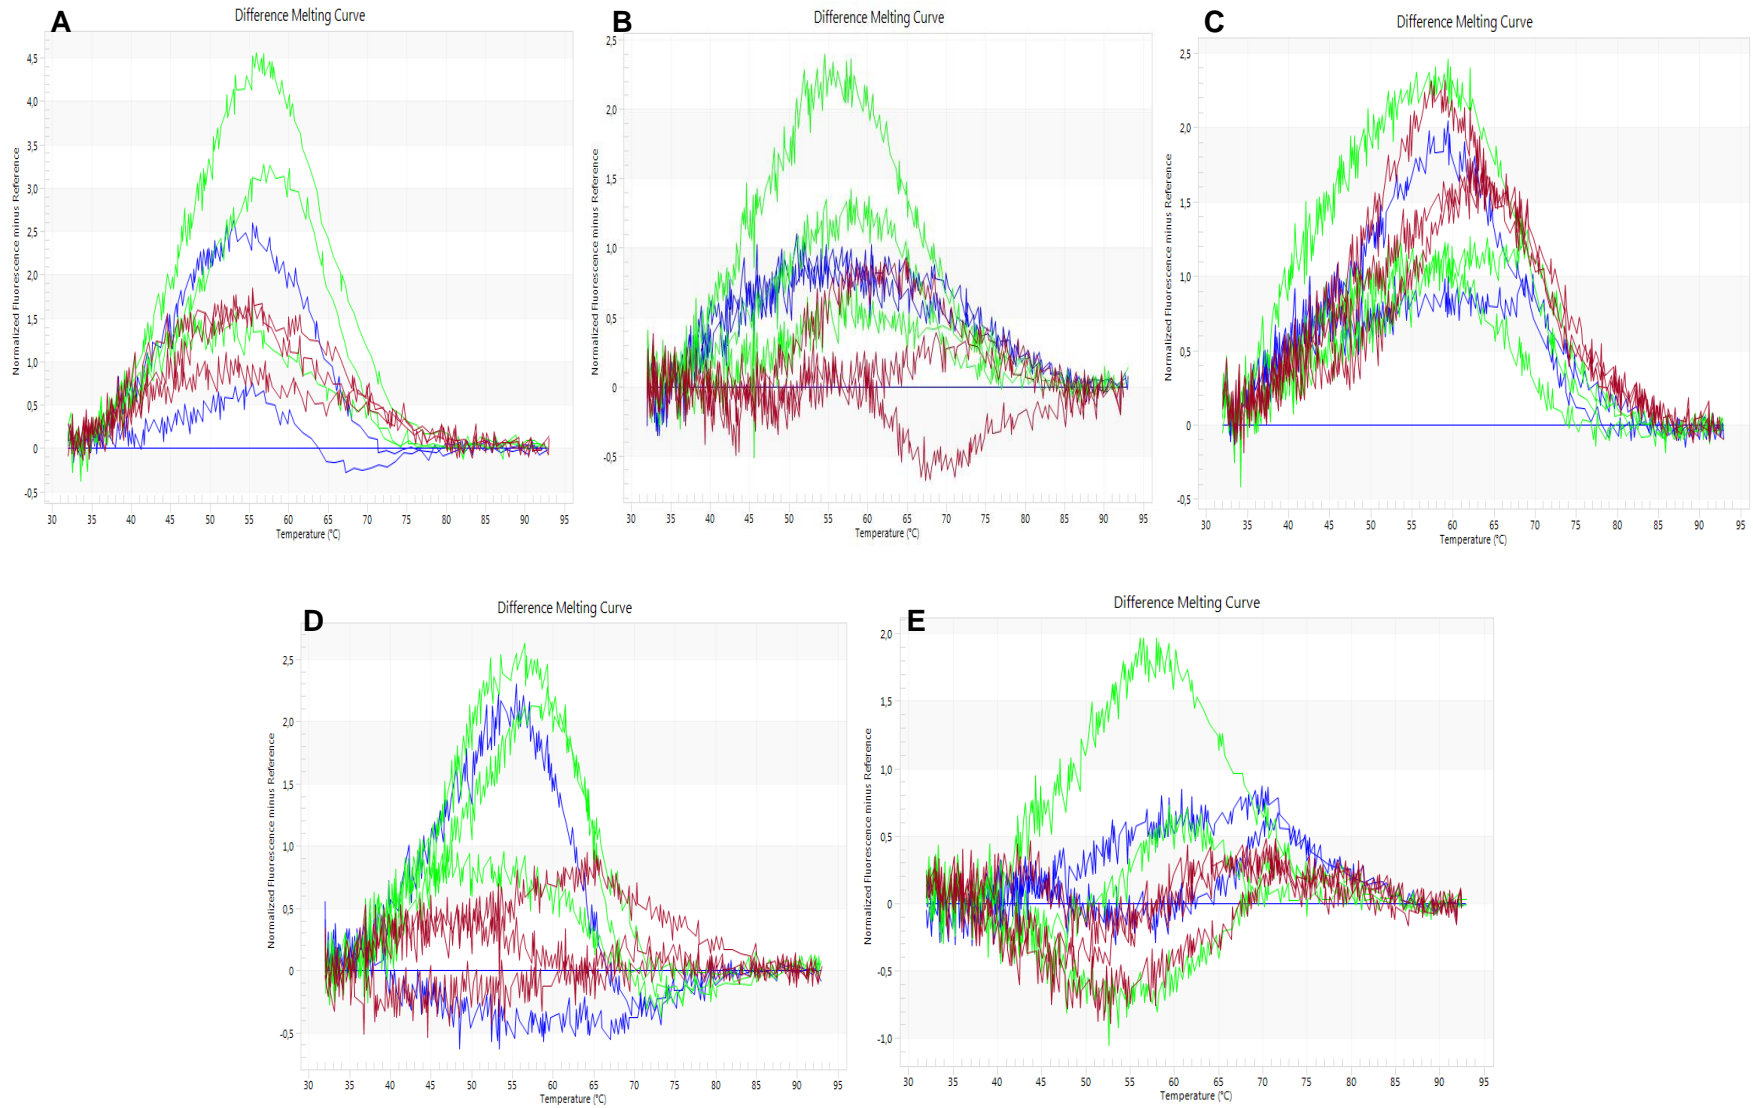 A
Difference Melting Curve
Normalized Fluorescence minus Reference
4,5
4,0
3,5
3,0
2,5
2,0
1,5
1,0
0,5
0
-0,5
30 35 40 45 50 55 60 65 70 75 80 85 90 95
Temperature (°C)
B
Difference Melting Curve
Normalized Fluorescence minus Reference
2,5
2,0
1,5
1,0
0,5
0
-0,5
30 35 40 45 50 55 60 65 70 75 80 85 90 95
Temperature (°C)
C
Difference Melting Curve
Normalized Fluorescence minus Reference
2,5
2,0
1,5
1,0
0,5
0
-0,5
30 35 40 45 50 55 60 65 70 75 80 85 90 95
Temperature (°C)
D
Difference Melting Curve
Normalized Fluorescence minus Reference
2,5
2,0
1,5
1,0
0,5
0
-0,5
30 35 40 45 50 55 60 65 70 75 80 85 90 95
Temperature (°C)
E
Difference Melting Curve
Normalized Fluorescence minus Reference
2,0
1,5
1,0
0,5
0
-0,5
-1,0
30 35 40 45 50 55 60 65 70 75 80 85 90 95
Temperature (°C)